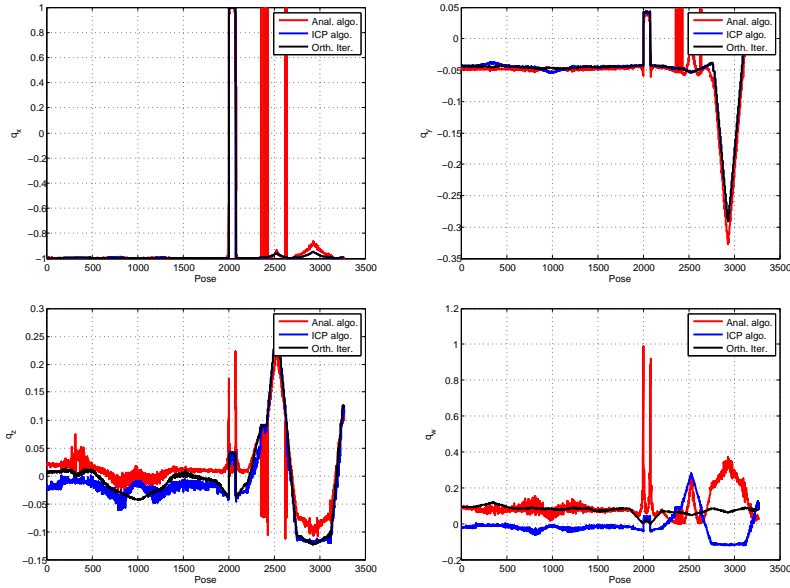 1
0.8
0.6
0.4
0.2
0
−0.2
−0.4
−0.6
−0.8
−1
0 500 1000 1500 2000 2500 3000 3500
Pose
q_x
Anal. algo.
ICP algo.
Orth. Iter.
0.05
0
−0.05
−0.1
−0.15
−0.2
−0.25
−0.3
−0.35
0 500 1000 1500 2000 2500 3000 3500
Pose
q_y
Anal. algo.
ICP algo.
Orth. Iter.
0.3
0.25
0.2
0.15
0.1
0.05
0
−0.05
−0.1
−0.15
0 500 1000 1500 2000 2500 3000 3500
Pose
q_z
Anal. algo.
ICP algo.
Orth. Iter.
1.2
1
0.8
0.6
0.4
0.2
0
−0.2
0 500 1000 1500 2000 2500 3000 3500
Pose
q_w
Anal. algo.
ICP algo.
Orth. Iter.